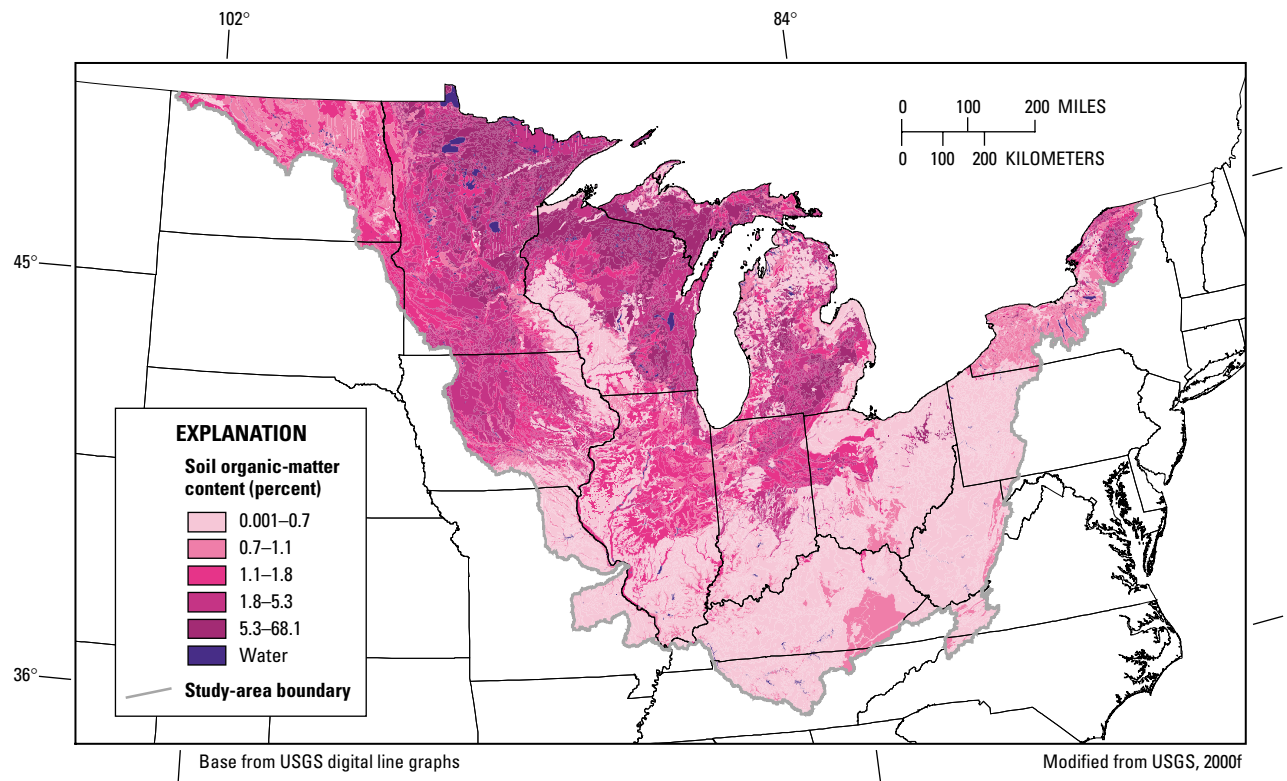 102°
84°
0 100 200 MILES
0 100 200 KILOMETERS
45°
EXPLANATION
Soil organic-matter
content (percent)
0.001–0.7
0.7–1.1
1.1–1.8
1.8–5.3
5.3–68.1
Water
Study-area boundary
36°
Base from USGS digital line graphs
Modified from USGS, 2000f